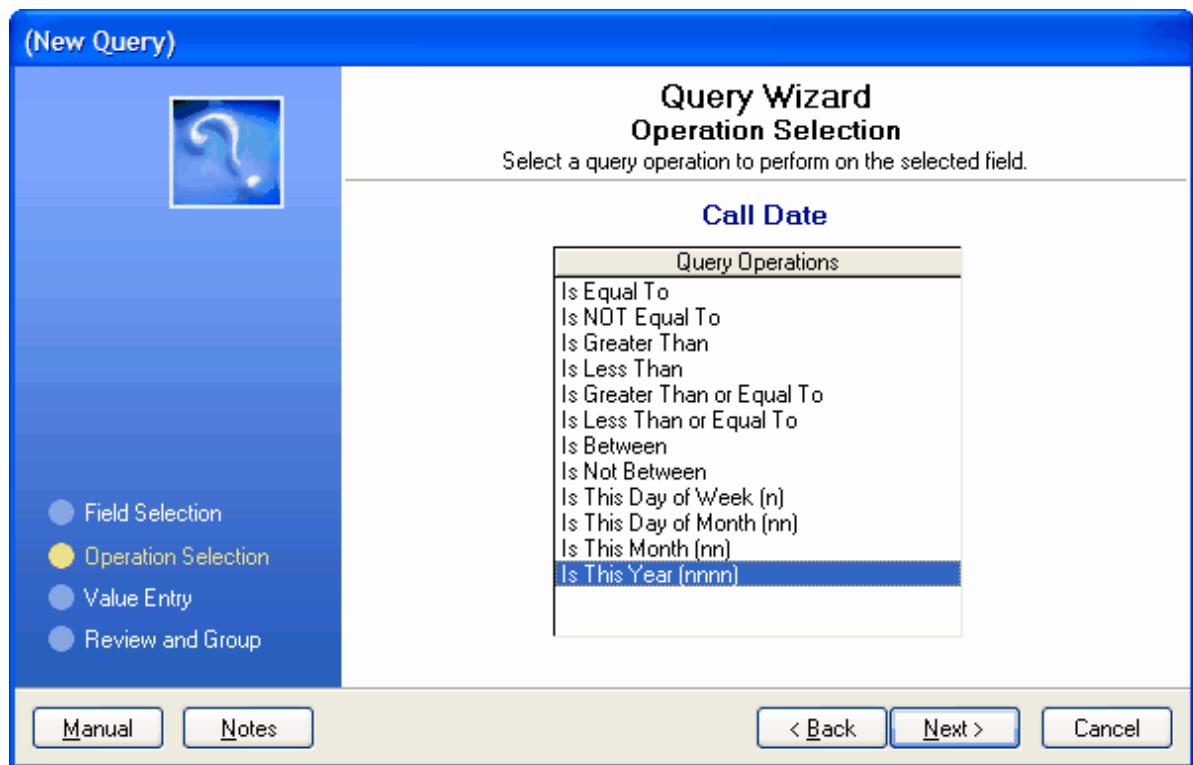 (New Query)
Query Wizard
Operation Selection
Select a query operation to perform on the selected field.
Call Date
Query Operations
Is Equal To
Is NOT Equal To
Is Greater Than
Is Less Than
Is Greater Than or Equal To
Is Less Than or Equal To
Is Between
Is Not Between
Is This Day of Week (n)
Is This Day of Month (nn)
Is This Month (nn)
Is This Year (nnnn)
Field Selection
Operation Selection
Value Entry
Review and Group
Manual
Notes
< Back
Next >
Cancel